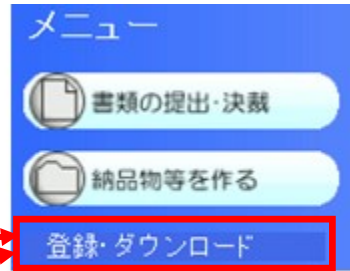 メニュー
書類の提出・決裁
納品物等を作る
登録・ダウンロード